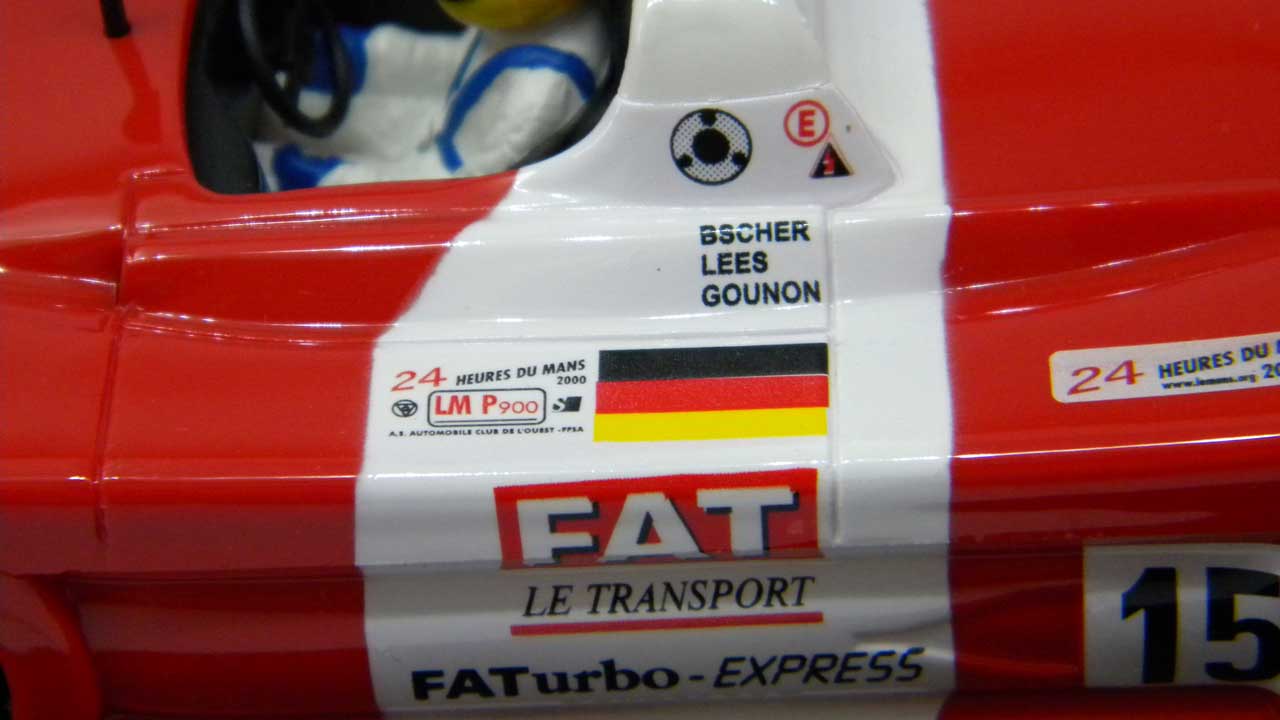 E
BSCHER
LEES
GOUNON
24 HEURES DU MANS
2000
LM P900
A.S. AUTOMOBILE CLUB DE L'OUEST -FFSA
24 HEURES DU
www.lemans.org
FAT
LE TRANSPORT
FATurbo-EXPRESS
15